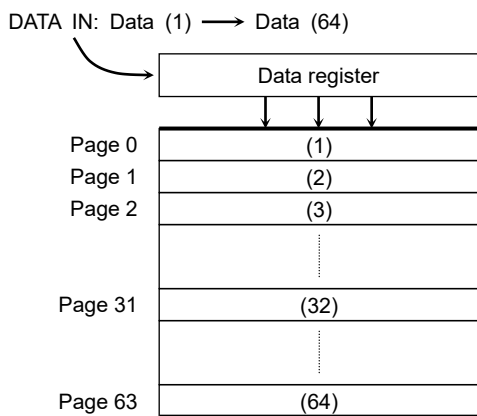 DATA IN: Data (1) → Data (64)
Data register
Page 0 (1)
Page 1 (2)
Page 2 (3)
Page 31 (32)
Page 63 (64)